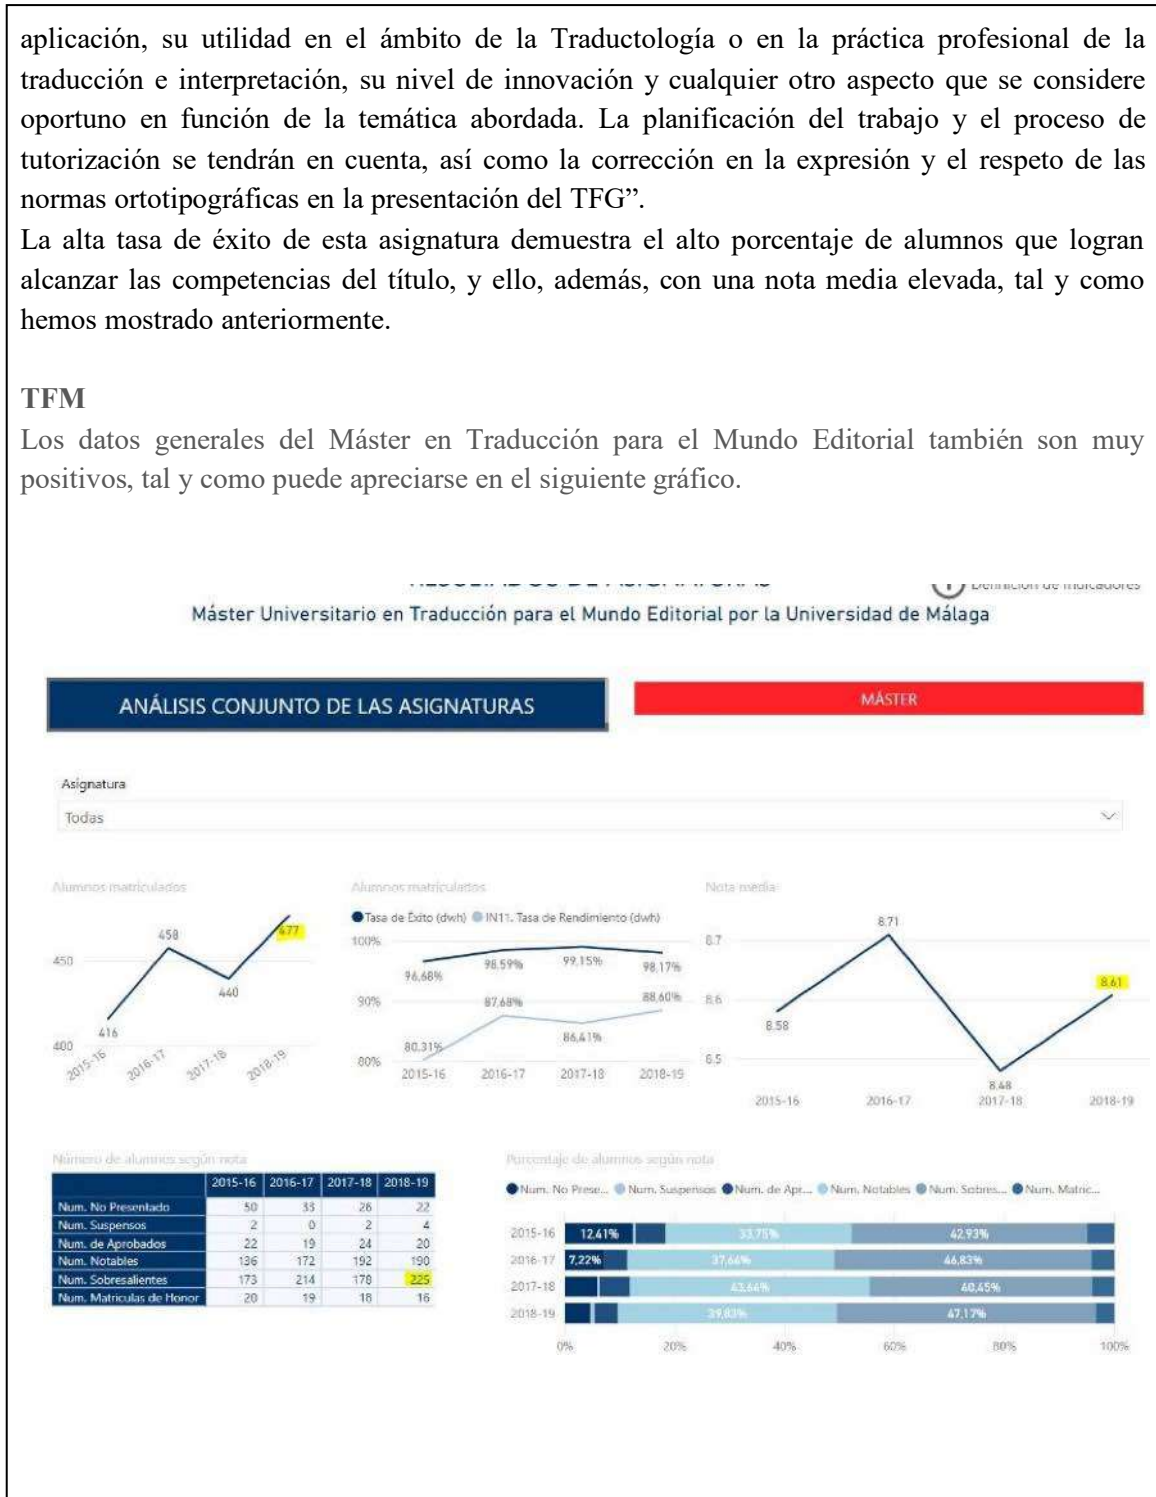 aplicación, su utilidad en el ámbito de la Traductología o en la práctica profesional de la
traducción e interpretación, su nivel de innovación y cualquier otro aspecto que se considere
oportuno en función de la temática abordada. La planificación del trabajo y el proceso de
tutorización se tendrán en cuenta, así como la corrección en la expresión y el respeto de las
normas ortotipográficas en la presentación del TFG”.
La alta tasa de éxito de esta asignatura demuestra el alto porcentaje de alumnos que logran
alcanzar las competencias del título, y ello, además, con una nota media elevada, tal y como
hemos mostrado anteriormente.
TFM
Los datos generales del Máster en Traducción para el Mundo Editorial también son muy
positivos, tal y como puede apreciarse en el siguiente gráfico.
RESULTADOS DE ASIGNATURAS
Definición de Indicadores
Máster Universitario en Traducción para el Mundo Editorial por la Universidad de Málaga
ANÁLISIS CONJUNTO DE LAS ASIGNATURAS
MÁSTER
Asignatura
Todas
Alumnos matriculados
450
400
416
458
440
477
2015-16 2016-17 2017-18 2018-19
Alumnos matriculados
Tasa de Éxito (dwh) IN11. Tasa de Rendimiento (dwh)
100%
96,68% 98,59% 99,15% 98,17%
90%
87,68% 88,60%
80,31% 86,41%
80%
2015-16 2016-17 2017-18 2018-19
Nota media
8.7
8.6
8.5
8.58
8.71
8.48
8.61
2015-16 2016-17 2017-18 2018-19
Número de alumnos según nota
2015-16 2016-17 2017-18 2018-19
Num. No Presentado 50 33 26 22
Num. Suspensos 2 0 2 4
Num. de Aprobados 22 19 24 20
Num. Notables 136 172 192 190
Num. Sobresalientes 173 214 178 225
Num. Matriculas de Honor 20 19 18 16
Porcentaje de alumnos según nota
Num. No Prese... Num. Suspensos Num. de Apr... Num. Notables Num. Sobres... Num. Matric...
2015-16 12,41% 33,75% 42,93%
2016-17 7,22% 37,64% 46,83%
2017-18 43,64% 40,45%
2018-19 39,83% 47,17%
0% 20% 40% 60% 80% 100%